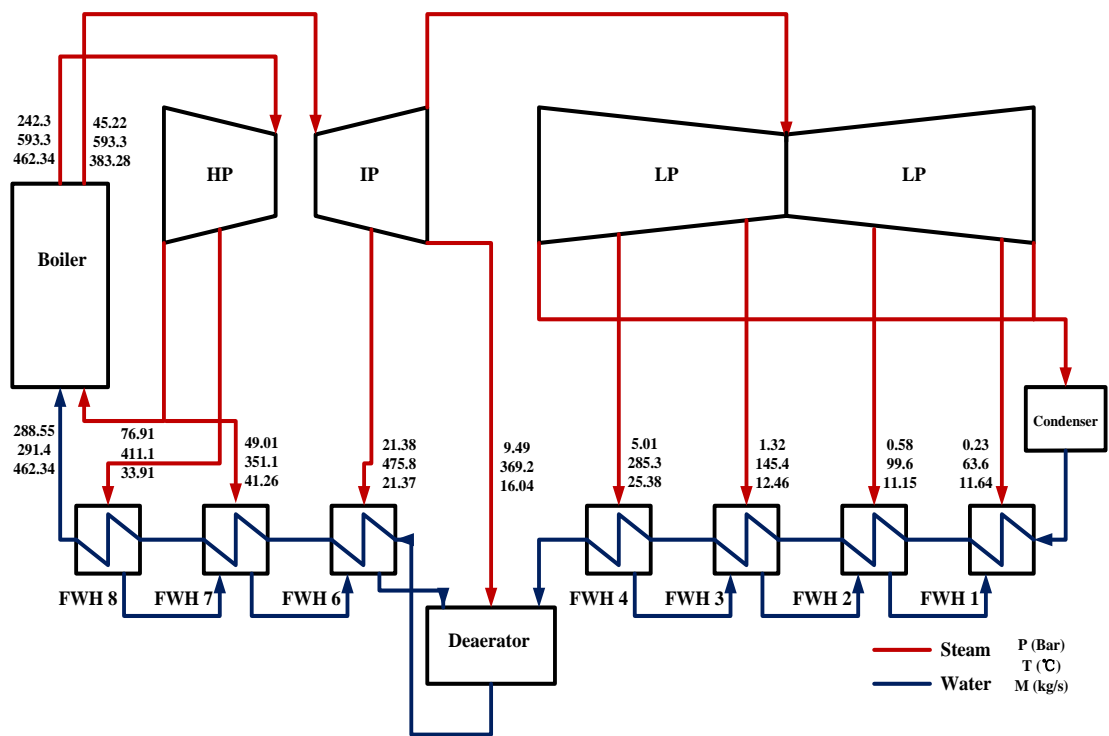 242.3
593.3
462.34
45.22
593.3
383.28
HP
IP
LP
LP
Boiler
Condenser
288.55
291.4
462.34
76.91
411.1
33.91
49.01
351.1
41.26
21.38
475.8
21.37
9.49
369.2
16.04
5.01
285.3
25.38
1.32
145.4
12.46
0.58
99.6
11.15
0.23
63.6
11.64
FWH 8
FWH 7
FWH 6
FWH 4
FWH 3
FWH 2
FWH 1
Deaerator
Steam
Water
P (Bar)
T (℃)
M (kg/s)